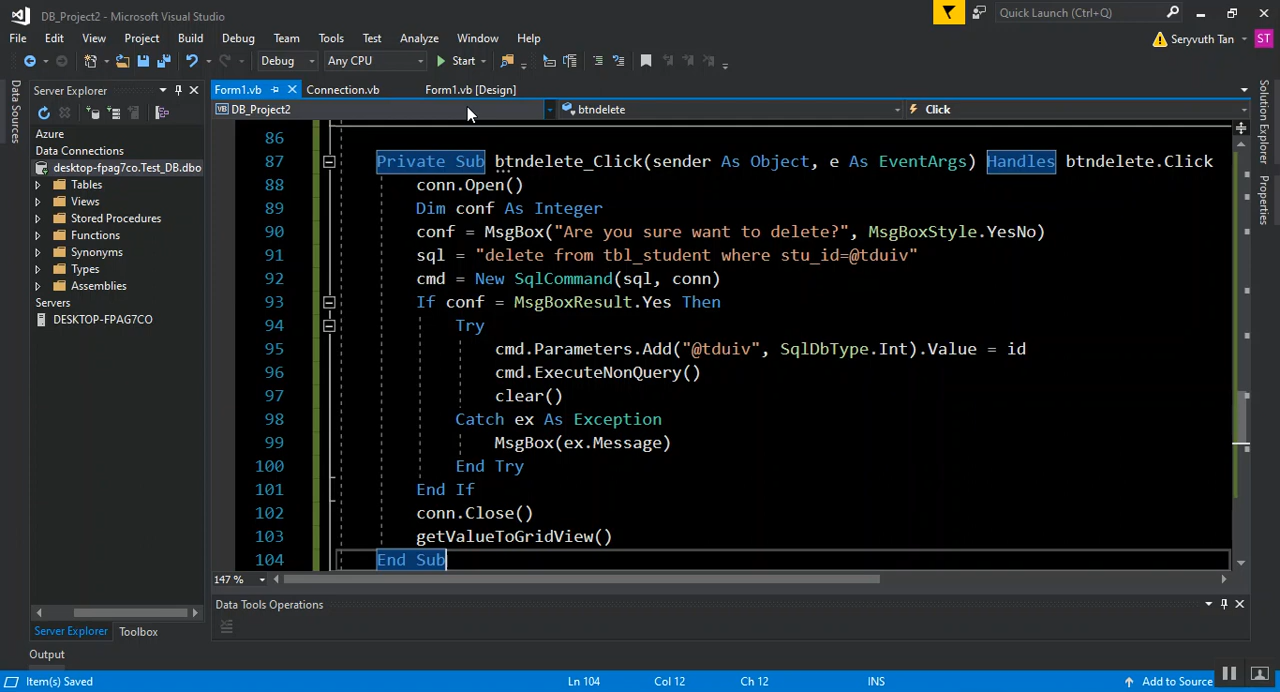 DB_Project2 - Microsoft Visual Studio
Quick Launch (Ctrl+Q)
File Edit View Project Build Debug Team Tools Test Analyze Window Help
Seryvuth Tan ST
Debug Any CPU Start
Data Sources
Server Explorer
Azure
Data Connections
desktop-fpag7co.Test_DB.dbo
Tables
Views
Stored Procedures
Functions
Synonyms
Types
Assemblies
Servers
DESKTOP-FPAG7CO
Server Explorer Toolbox
Form1.vb Connection.vb Form1.vb [Design]
VB DB_Project2 btndelete Click
86
87 Private Sub btndelete_Click(sender As Object, e As EventArgs) Handles btndelete.Click
88 conn.Open()
89 Dim conf As Integer
90 conf = MsgBox("Are you sure want to delete?", MsgBoxStyle.YesNo)
91 sql = "delete from tbl_student where stu_id=@tduiv"
92 cmd = New SqlCommand(sql, conn)
93 If conf = MsgBoxResult.Yes Then
94 Try
95 cmd.Parameters.Add("@tduiv", SqlDbType.Int).Value = id
96 cmd.ExecuteNonQuery()
97 clear()
98 Catch ex As Exception
99 MsgBox(ex.Message)
100 End Try
101 End If
102 conn.Close()
103 getValueToGridView()
104 End Sub
147 %
Data Tools Operations
Solution Explorer
Properties
Output
Item(s) Saved Ln 104 Col 12 Ch 12 INS Add to Source